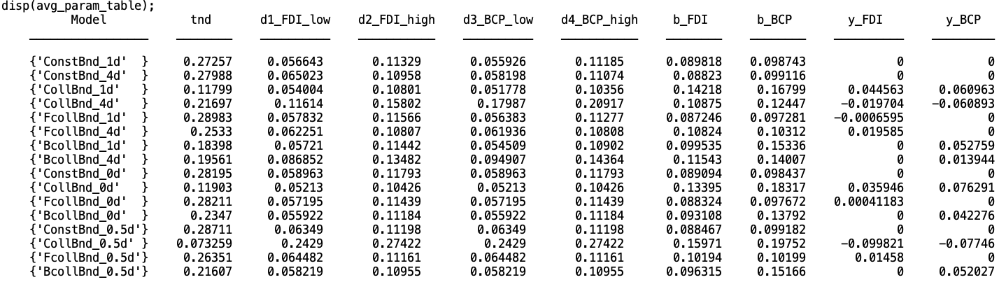 disp(avg_param_table);
Model tnd d1_FDI_low d2_FDI_high d3_BCP_low d4_BCP_high b_FDI b_BCP y_FDI y_BCP
{'ConstBnd_1d' } 0.27257 0.056643 0.11329 0.055926 0.11185 0.089818 0.098743 0 0
{'ConstBnd_4d' } 0.27988 0.065023 0.10958 0.058198 0.11074 0.08823 0.099116 0 0
{'CollBnd_1d' } 0.11799 0.054004 0.10801 0.051778 0.10356 0.14218 0.16799 0.044563 0.060963
{'CollBnd_4d' } 0.21697 0.11614 0.15802 0.17987 0.20917 0.10875 0.12447 -0.019704 -0.060893
{'FcollBnd_1d' } 0.28983 0.057832 0.11566 0.056383 0.11277 0.087246 0.097281 -0.0006595 0
{'FcollBnd_4d' } 0.2533 0.062251 0.10807 0.061936 0.10808 0.10824 0.10312 0.019585 0
{'BcollBnd_1d' } 0.18398 0.05721 0.11442 0.054509 0.10902 0.099535 0.15336 0 0.052759
{'BcollBnd_4d' } 0.19561 0.086852 0.13482 0.094907 0.14364 0.11543 0.14007 0 0.013944
{'ConstBnd_0d' } 0.28195 0.058963 0.11793 0.058963 0.11793 0.089094 0.098437 0 0
{'CollBnd_0d' } 0.11903 0.05213 0.10426 0.05213 0.10426 0.13395 0.18317 0.035946 0.076291
{'FcollBnd_0d' } 0.28211 0.057195 0.11439 0.057195 0.11439 0.088324 0.097672 0.00041183 0
{'BcollBnd_0d' } 0.2347 0.055922 0.11184 0.055922 0.11184 0.093108 0.13792 0 0.042276
{'ConstBnd_0.5d'} 0.28711 0.06349 0.11198 0.06349 0.11198 0.088467 0.099182 0 0
{'CollBnd_0.5d' } 0.073259 0.2429 0.27422 0.2429 0.27422 0.15971 0.19752 -0.099821 -0.07746
{'FcollBnd_0.5d'} 0.26351 0.064482 0.11161 0.064482 0.11161 0.10194 0.10199 0.01458 0
{'BcollBnd_0.5d'} 0.21607 0.058219 0.10955 0.058219 0.10955 0.096315 0.15166 0 0.052027